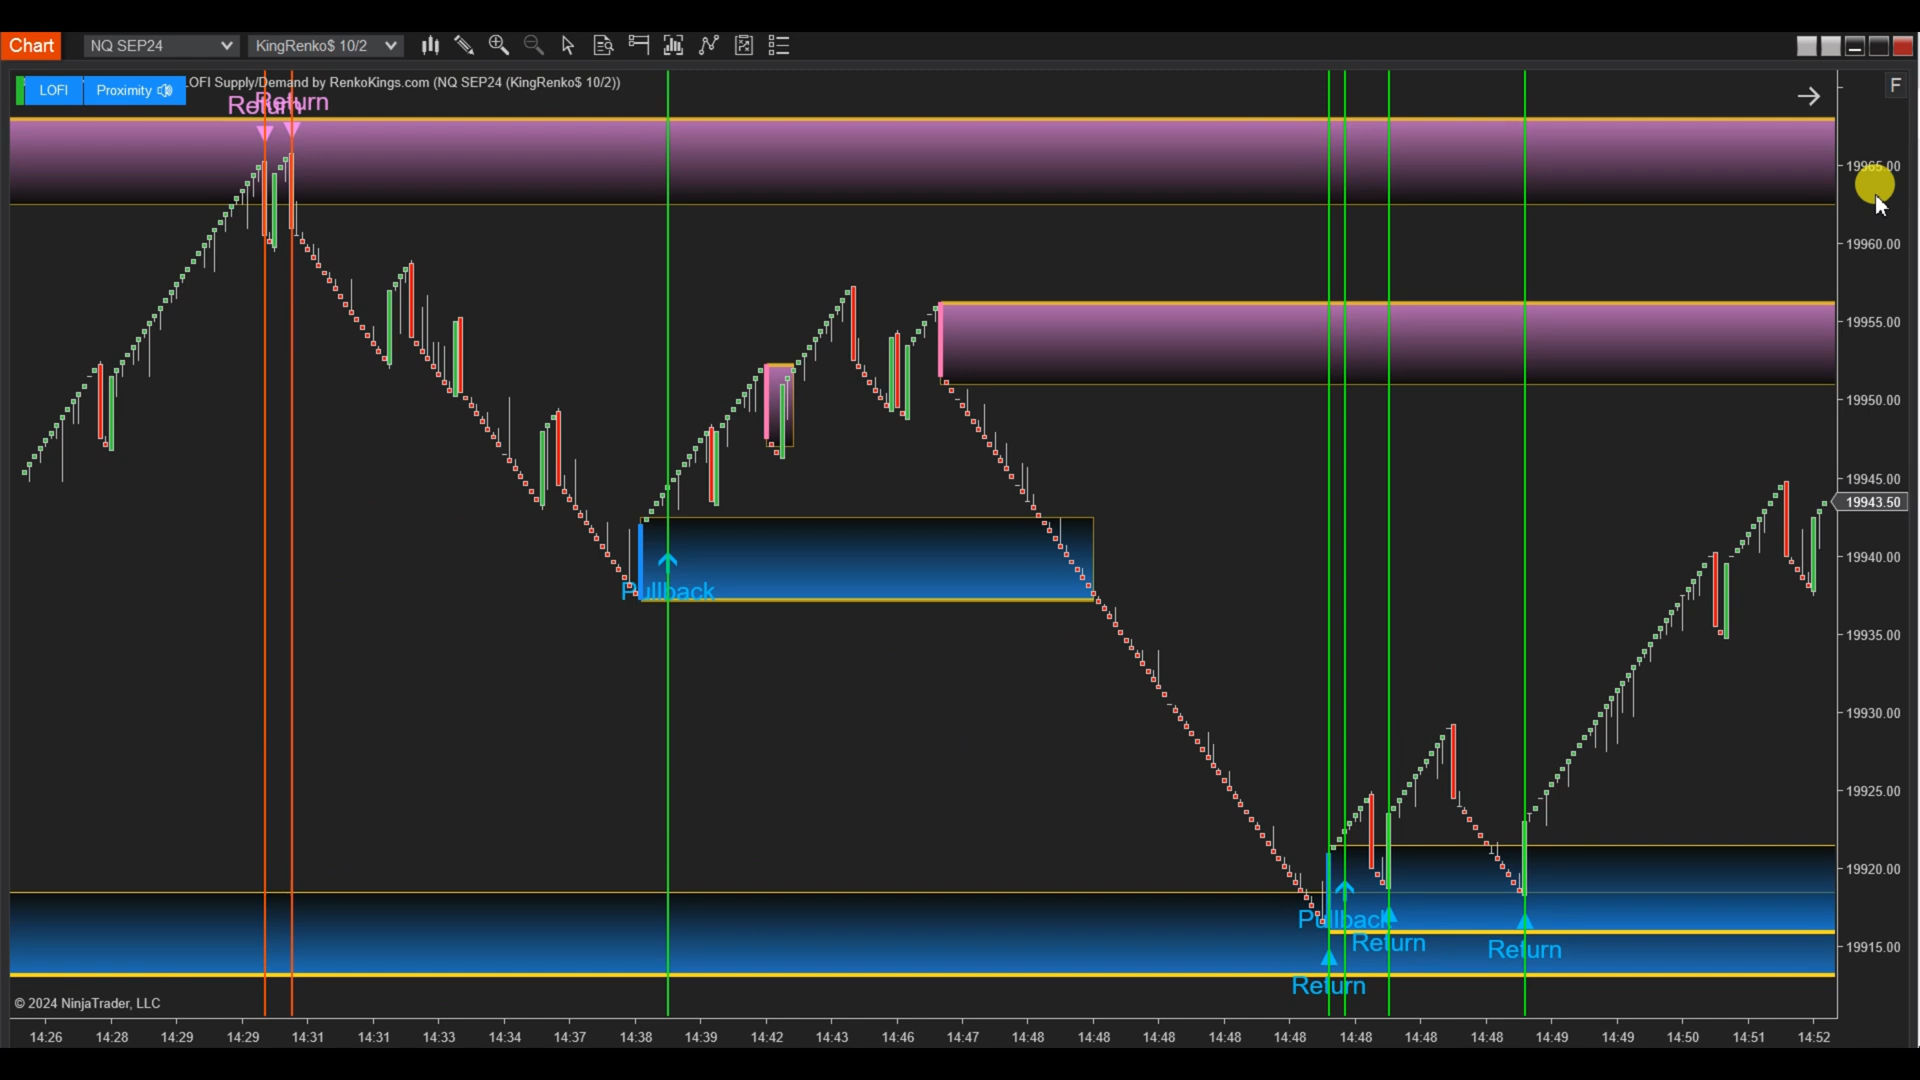 Chart
NQ SEP24
KingRenko$ 10/2
LOFI
Proximity
OFI Supply/Demand by RenkoKings.com (NQ SEP24 (KingRenko$ 10/2))
F
Return
Return
19965.00
19960.00
19955.00
19950.00
19945.00
19943.50
19940.00
19935.00
19930.00
19925.00
19920.00
19915.00
Pullback
Pullback
Return
Return
Return
© 2024 NinjaTrader, LLC
14:26 14:28 14:29 14:29 14:31 14:31 14:33 14:34 14:37 14:38 14:39 14:42 14:43 14:46 14:47 14:48 14:48 14:48 14:48 14:48 14:48 14:48 14:48 14:49 14:49 14:50 14:51 14:52